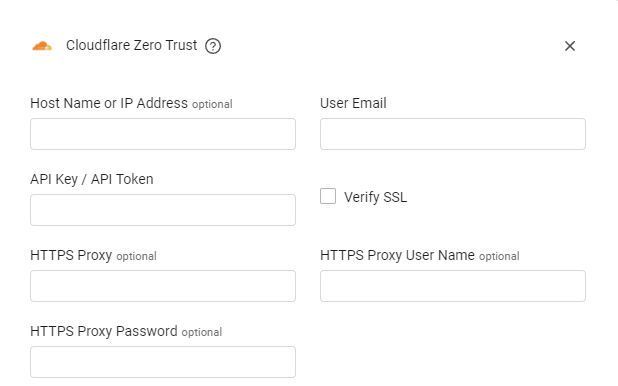 Cloudflare Zero Trust ?
Host Name or IP Address optional
User Email
API Key / API Token
Verify SSL
HTTPS Proxy optional
HTTPS Proxy User Name optional
HTTPS Proxy Password optional